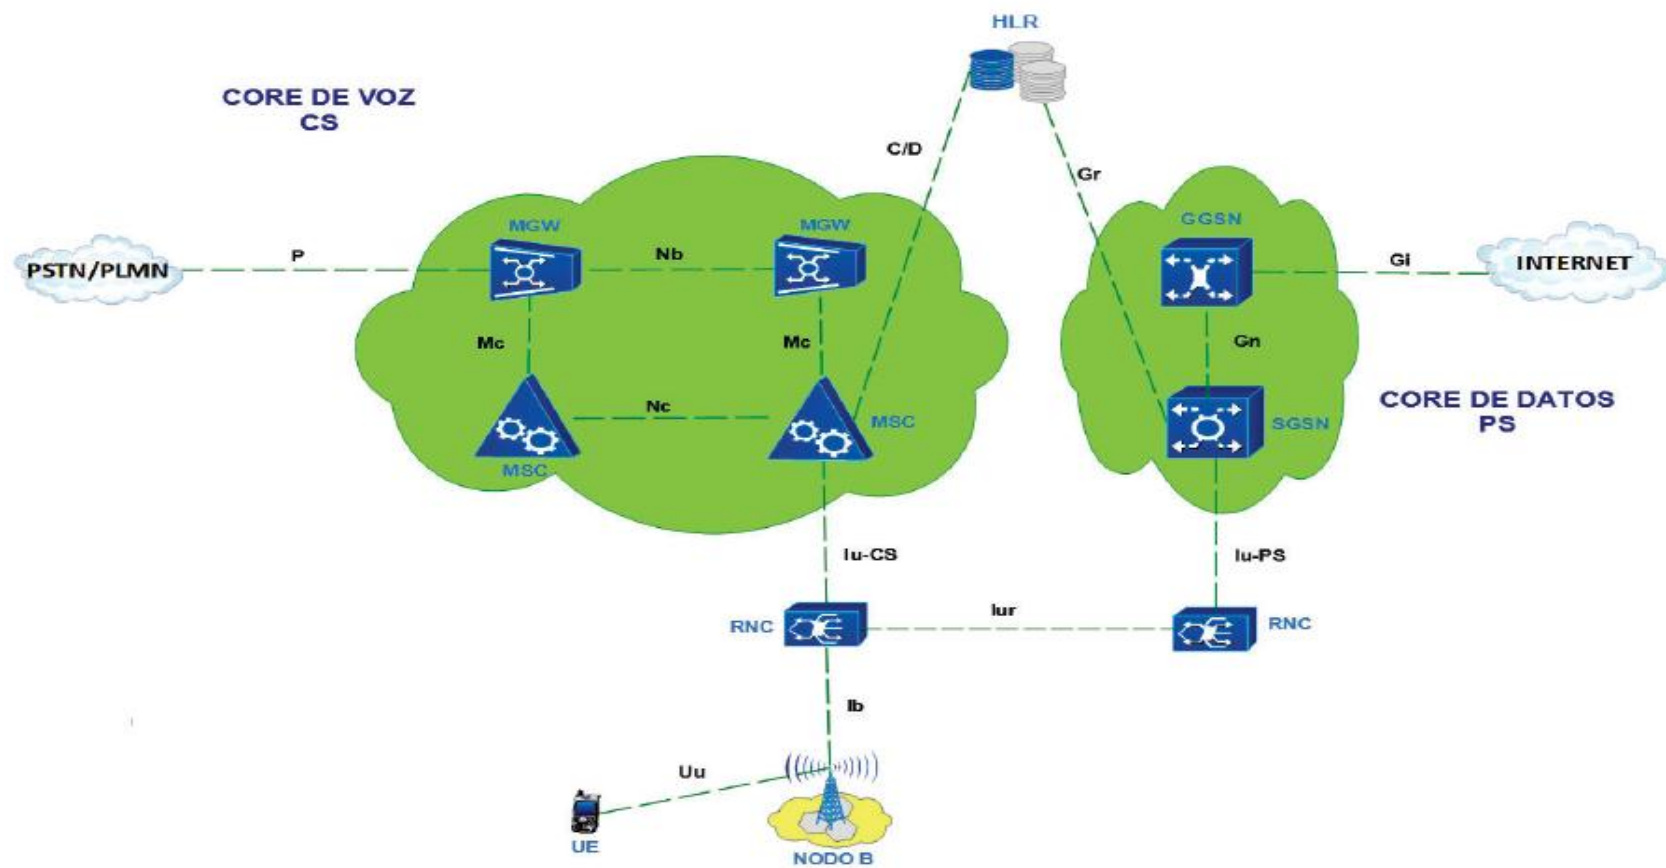 HLR
CORE DE VOZ
CS
C/D
Gr
MGW
MGW
GGSN
PSTN/PLMN
P
Nb
Gi
INTERNET
Mc
Mc
Gn
Nc
MSC
MSC
SGSN
CORE DE DATOS
PS
Iu-CS
Iu-PS
RNC
Iur
RNC
Ib
Uu
UE
NODO B